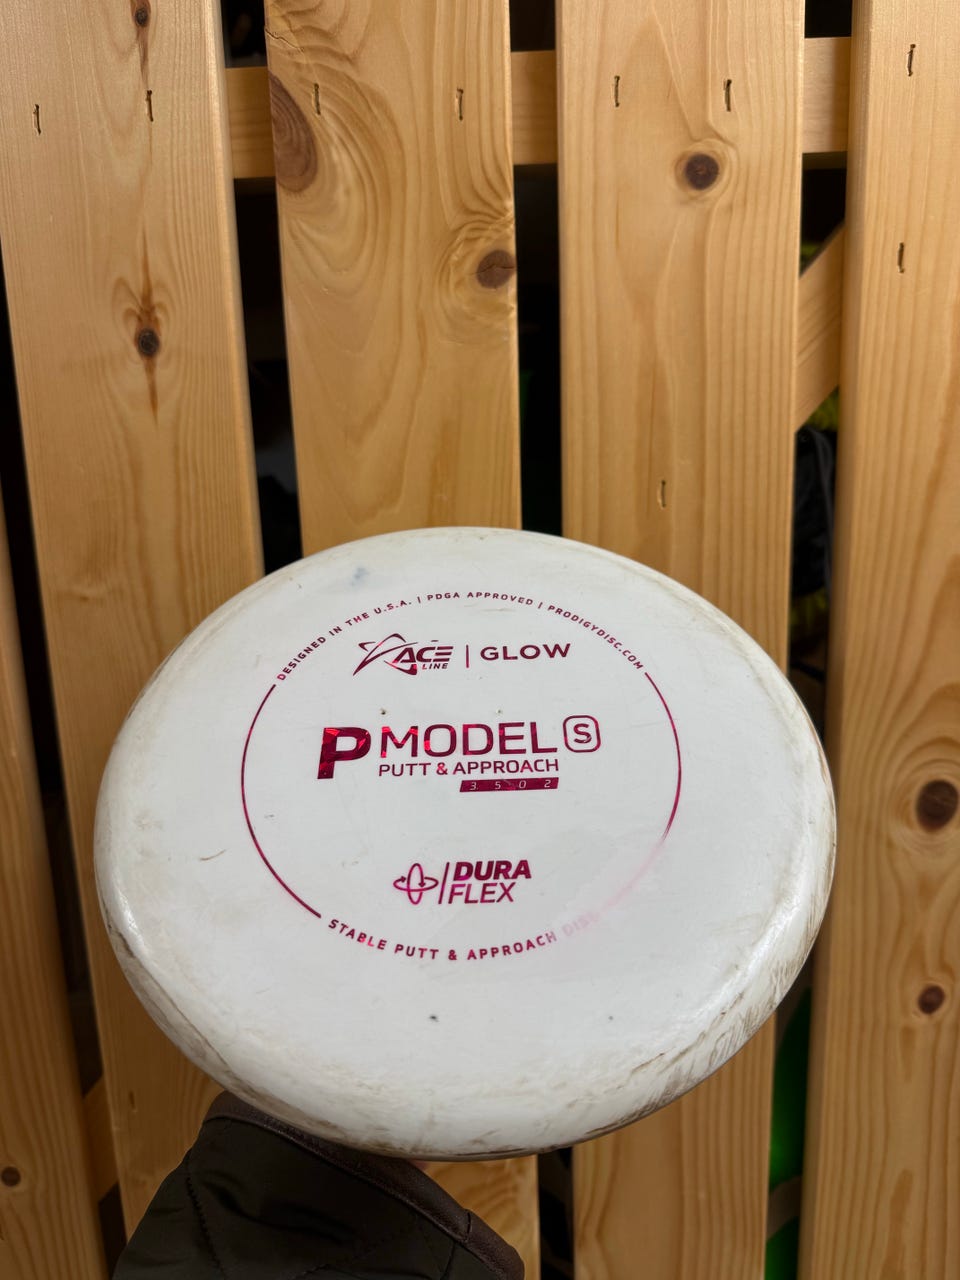 DESIGNED IN THE U.S.A. | PDGA APPROVED | PRODIGYDISC.COM
ACE LINE | GLOW
P MODEL S
PUTT & APPROACH
3 5 0 2
DURA FLEX
STABLE PUTT & APPROACH DISC